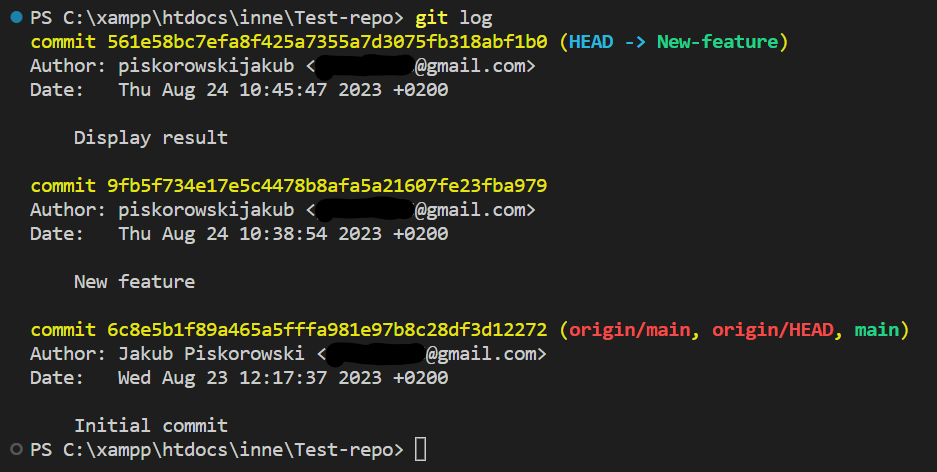 PS C:\xampp\htdocs\inne\Test-repo> git log
commit 561e58bc7efa8f425a7355a7d3075fb318abf1b0 (HEAD -> New-feature)
Author: piskorowskijakub < @gmail.com>
Date:   Thu Aug 24 10:45:47 2023 +0200
Display result
commit 9fb5f734e17e5c4478b8afa5a21607fe23fba979
Author: piskorowskijakub < @gmail.com>
Date:   Thu Aug 24 10:38:54 2023 +0200
New feature
commit 6c8e5b1f89a465a5fffa981e97b8c28df3d12272 (origin/main, origin/HEAD, main)
Author: Jakub Piskorowski < @gmail.com>
Date:   Wed Aug 23 12:17:37 2023 +0200
Initial commit
PS C:\xampp\htdocs\inne\Test-repo>